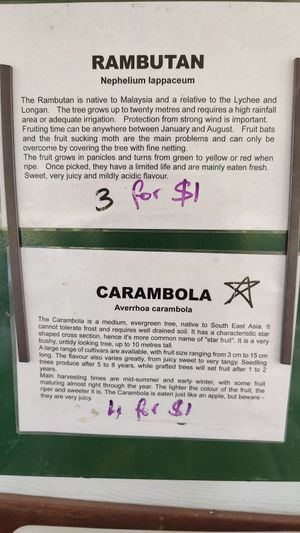 RAMBUTAN
Nephelium lappaceum
The Rambutan is native to Malaysia and a relative to the Lychee and
Longan. The tree grows up to twenty metres and requires a high rainfall
area or adequate irrigation. Protection from strong wind is important.
Fruiting time can be anywhere between January and August. Fruit bats
and the fruit sucking moth are the main problems and can only be
overcome by covering the tree with fine netting.
The fruit grows in panicles and turns from green to yellow or red when
ripe. Once picked, they have a limited life and are mainly eaten fresh.
Sweet, very juicy and mildly acidic flavour.
3 for $1
CARAMBOLA
Averrhoa carambola
The Carambola is a medium, evergreen tree, native to South East Asia. It
cannot tolerate frost and requires well drained soil. It has a characteristic star
shaped cross section, hence it's more common name of "star fruit". It is a very
bushy, untidy looking tree, up to 10 metres tall.
A large range of cultivars are available, with fruit size ranging from 3 cm to 15 cm
long. The flavour also varies greatly, from juicy sweet to very tangy. Seedling
trees produce after 5 to 8 years, while grafted trees will set fruit after 1 to 2
years.
Main harvesting times are mid-summer and early winter, with some fruit
maturing almost right through the year. The lighter the colour of the fruit, the
riper and sweeter it is. The Carambola is eaten just like an apple, but beware -
they are very juicy.
4 for $1